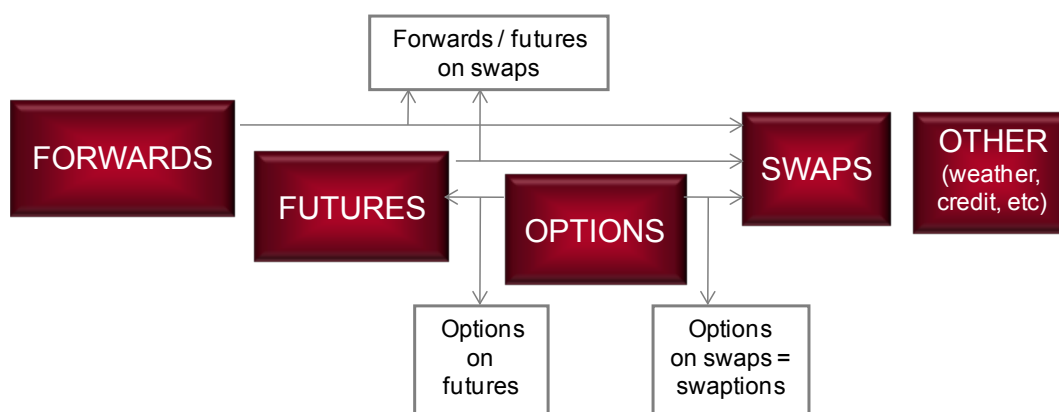 Forwards / futures
on swaps
FORWARDS
FUTURES
OPTIONS
SWAPS
OTHER
(weather,
credit, etc)
Options
on
futures
Options
on swaps =
swaptions